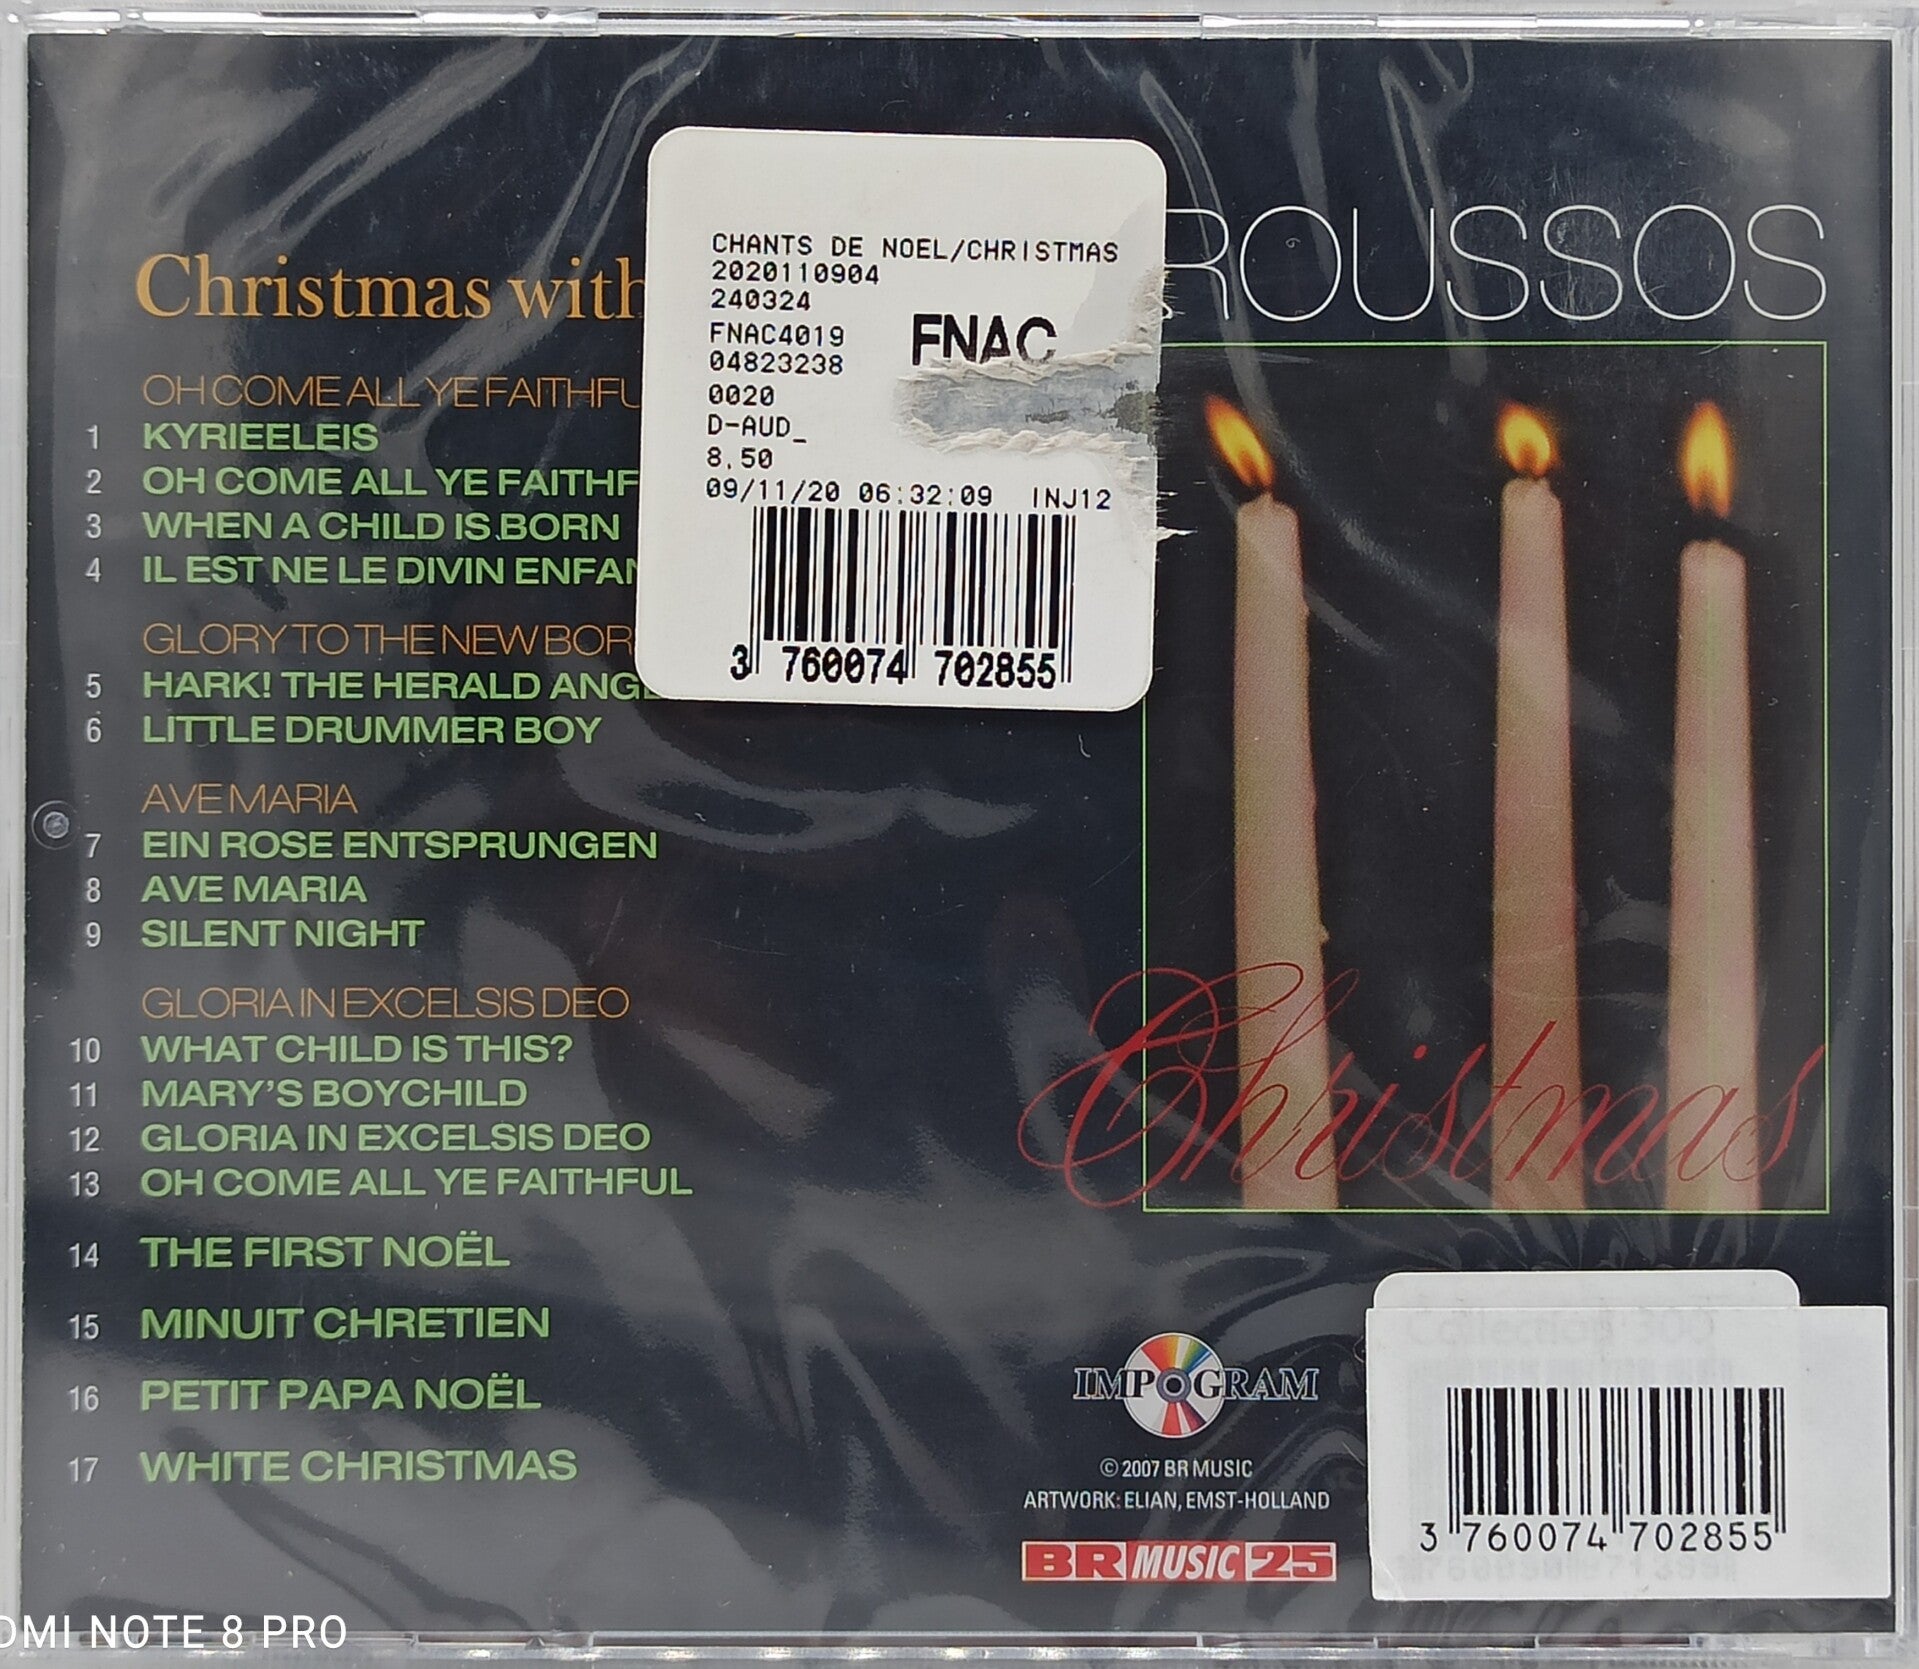 Christmas with
ROUSSOS
CHANTS DE NOEL/CHRISTMAS
2020110904
240324
FNAC4019
04823238
FNAC
0020
D-AUD_
8,50
09/11/20 06:32:09 INJ12
3 760074 702855
OH COME ALL YE FAITHFU
1 KYRIEELEIS
2 OH COME ALL YE FAITHF
3 WHEN A CHILD IS BORN
4 IL EST NE LE DIVIN ENFAN
GLORY TO THE NEW BOR
5 HARK! THE HERALD ANGE
6 LITTLE DRUMMER BOY
AVE MARIA
7 EIN ROSE ENTSPRUNGEN
8 AVE MARIA
9 SILENT NIGHT
GLORIA IN EXCELSIS DEO
10 WHAT CHILD IS THIS?
11 MARY'S BOYCHILD
12 GLORIA IN EXCELSIS DEO
13 OH COME ALL YE FAITHFUL
14 THE FIRST NOËL
15 MINUIT CHRETIEN
16 PETIT PAPA NOËL
17 WHITE CHRISTMAS
Christmas
IMPOGRAM
© 2007 BR MUSIC
ARTWORK: ELIAN, EMST-HOLLAND
BR MUSIC 25
3 760074 702855
OMI NOTE 8 PRO